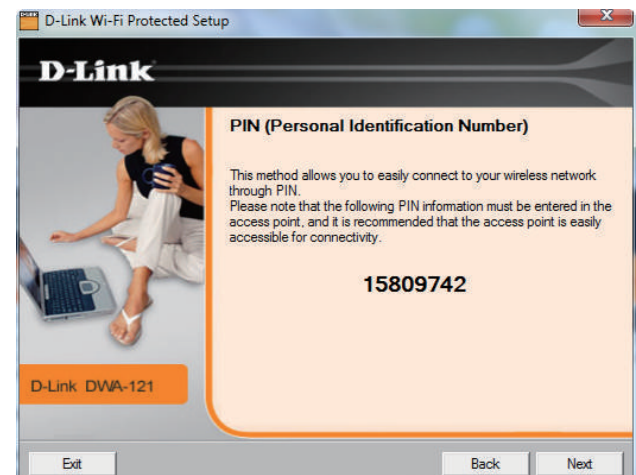 D-Link Wi-Fi Protected Setup
D-Link
PIN (Personal Identification Number)
This method allows you to easily connect to your wireless network
through PIN.
Please note that the following PIN information must be entered in the
access point, and it is recommended that the access point is easily
accessible for connectivity.
15809742
D-Link DWA-121
Exit
Back
Next